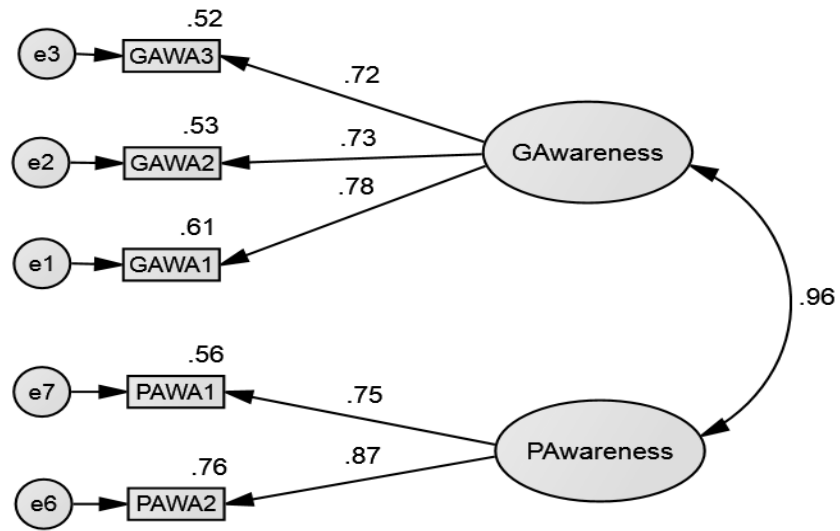 .52
e3 GAWA3
.72
.53
e2 GAWA2
.73
GAwareness
.78
.61
e1 GAWA1
.96
.56
e7 PAWA1
.75
PAwareness
.87
.76
e6 PAWA2